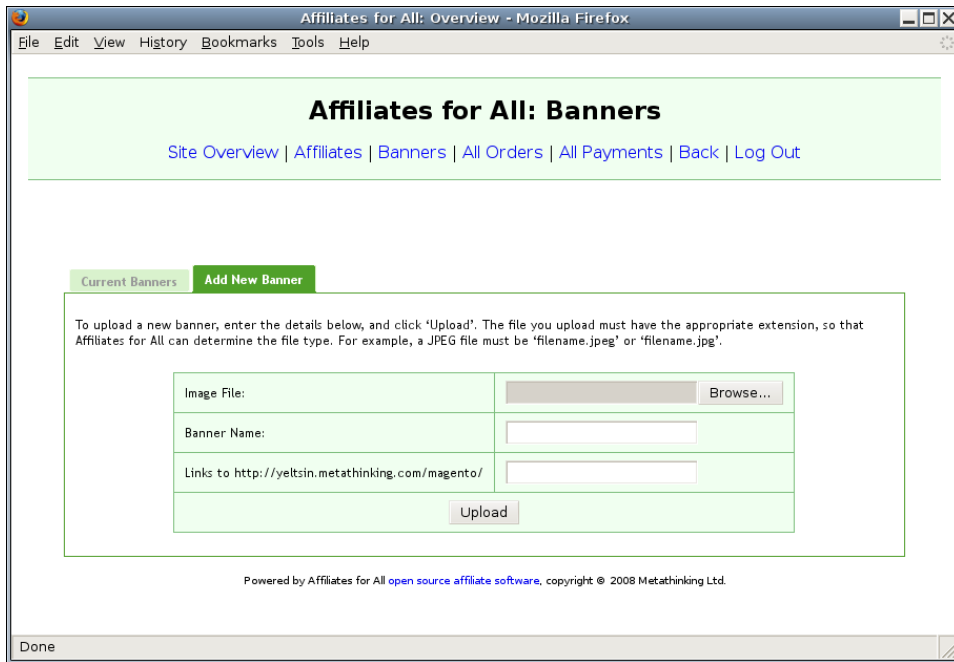 Affiliates for All: Overview - Mozilla Firefox
File Edit View History Bookmarks Tools Help
Affiliates for All: Banners
Site Overview | Affiliates | Banners | All Orders | All Payments | Back | Log Out
Current Banners Add New Banner
To upload a new banner, enter the details below, and click ‘Upload’. The file you upload must have the appropriate extension, so that
Affiliates for All can determine the file type. For example, a JPEG file must be ‘filename.jpeg’ or ‘filename.jpg’.
Image File: Browse...
Banner Name:
Links to http://yeltsin.metathinking.com/magento/
Upload
Powered by Affiliates for All open source affiliate software, copyright © 2008 Metathinking Ltd.
Done